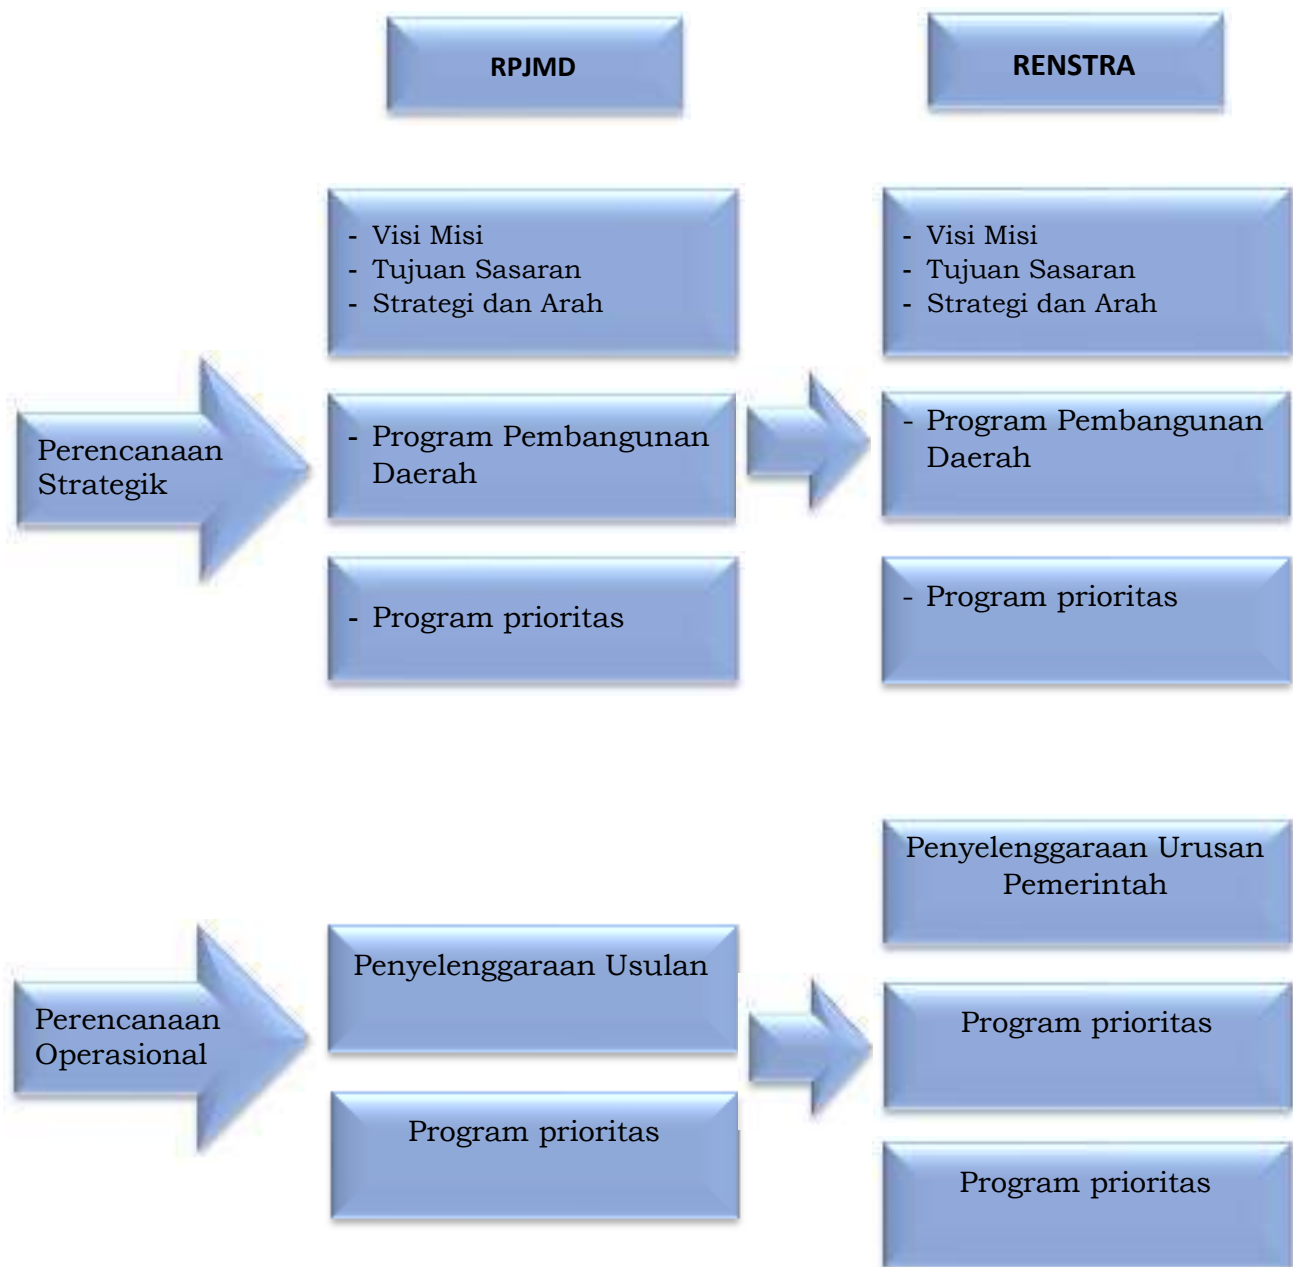 RPJMD
RENSTRA
- Visi Misi
- Tujuan Sasaran
- Strategi dan Arah
- Visi Misi
- Tujuan Sasaran
- Strategi dan Arah
Perencanaan
Strategik
- Program Pembangunan
Daerah
- Program Pembangunan
Daerah
- Program prioritas
- Program prioritas
Perencanaan
Operasional
Penyelenggaraan Usulan
Program prioritas
Penyelenggaraan Urusan
Pemerintah
Program prioritas
Program prioritas